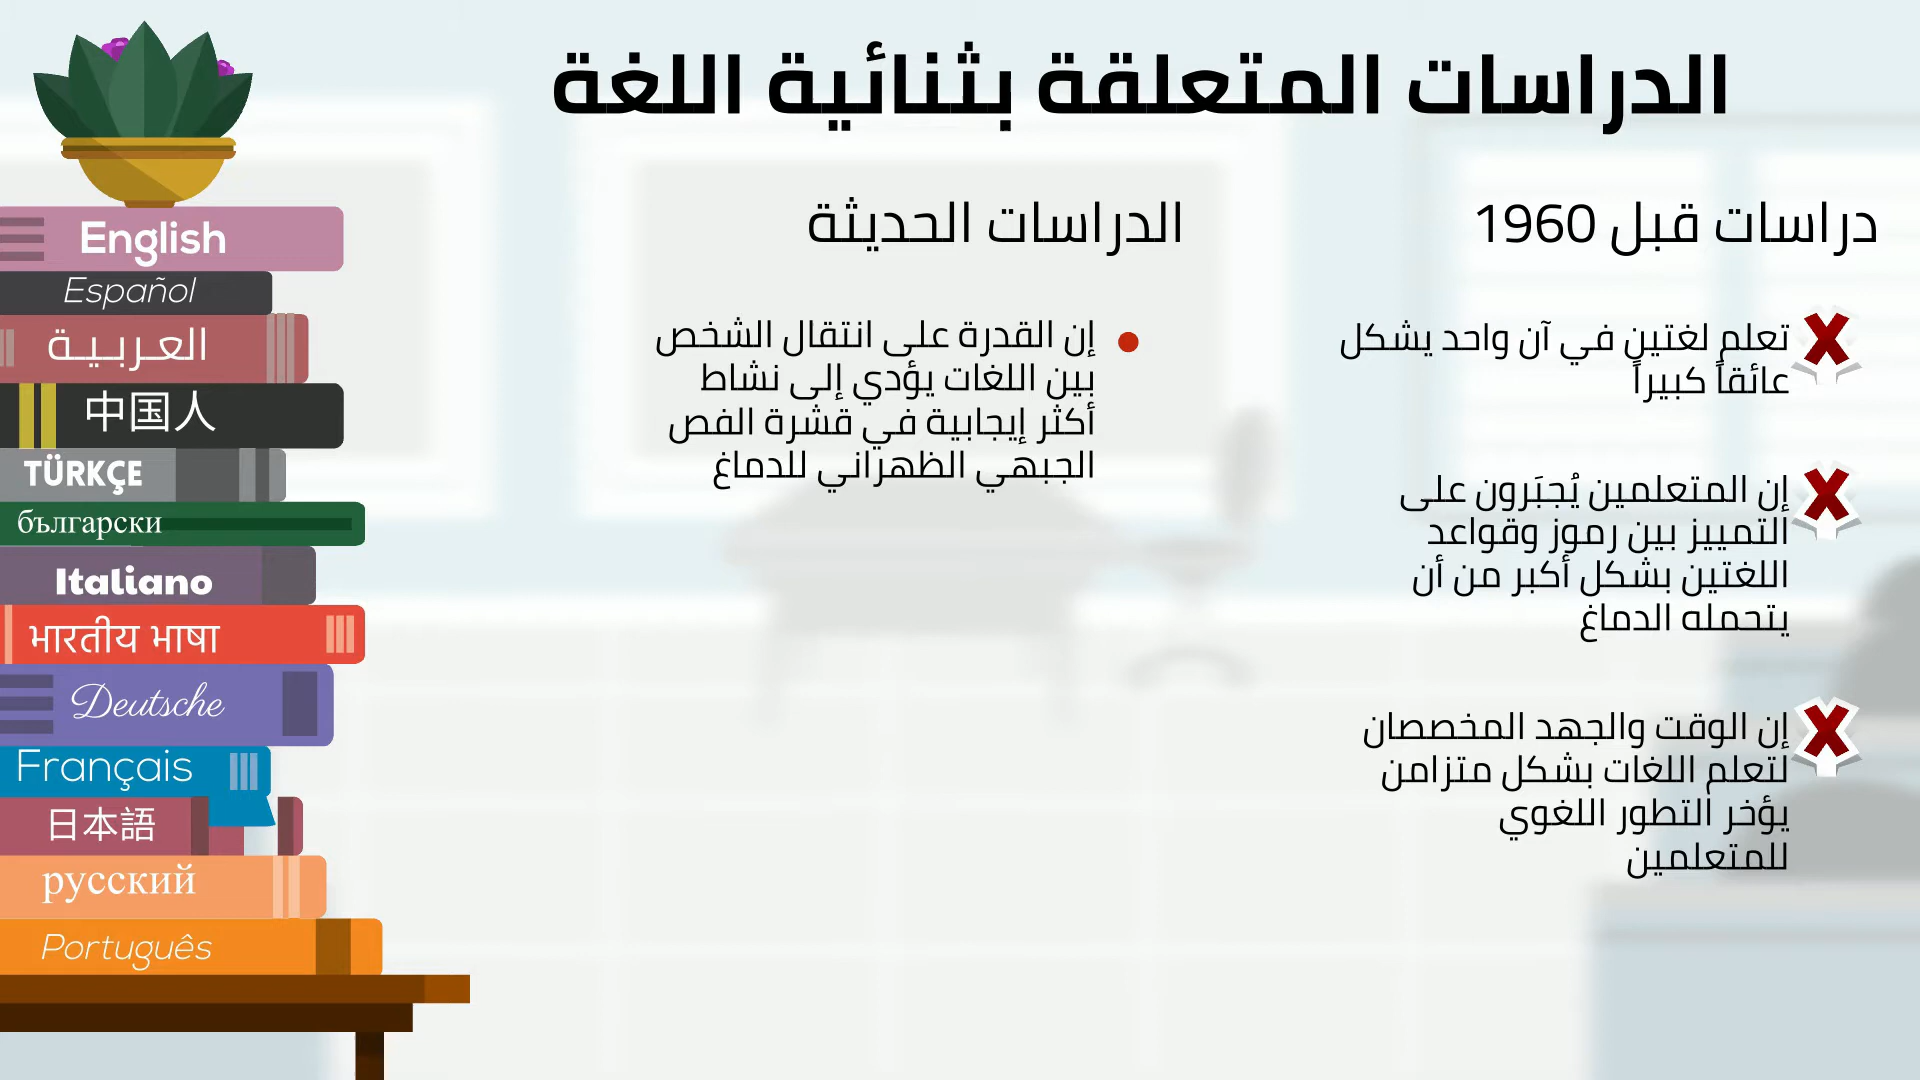 الدراسات المتعلقة بثنائية اللغة
دراسات قبل 1960
تعلم لغتين في آن واحد يشكل
عائقاً كبيراً
إن المتعلمين يُجبَرون على
التمييز بين رموز وقواعد
اللغتين بشكل أكبر من أن
يتحمله الدماغ
إن الوقت والجهد المخصصان
لتعلم اللغات بشكل متزامن
يؤخر التطور اللغوي
للمتعلمين
الدراسات الحديثة
إن القدرة على انتقال الشخص
بين اللغات يؤدي إلى نشاط
أكثر إيجابية في قشرة الفص
الجبهي الظهراني للدماغ
English
Español
العربية
中国人
TÜRKÇE
български
Italiano
भारतीय भाषा
Deutsche
Français
日本語
русский
Português